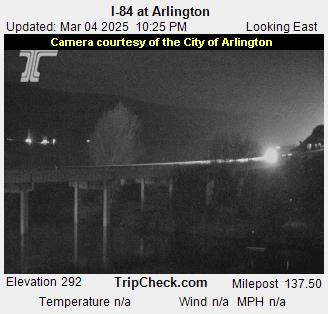 I-84 at Arlington
Updated: Mar 04 2025 10:25 PM Looking East
Camera courtesy of the City of Arlington
Elevation 292 TripCheck.com Milepost 137.50
Temperature n/a Wind n/a MPH n/a